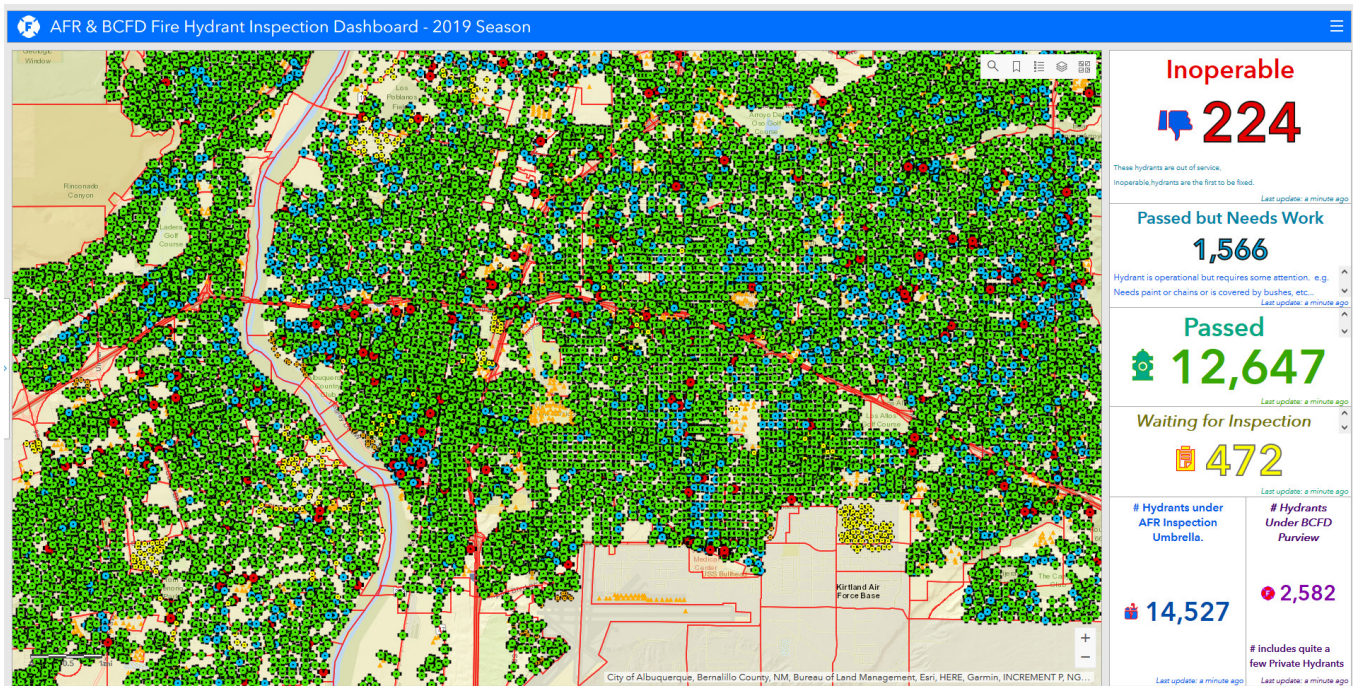 AFR & BCFD Fire Hydrant Inspection Dashboard - 2019 Season
Window
Los
Poblanos
Rinconada
Canyon
Ladera
Golf
Course
Arroyo Del
Oso Golf
Course
Los Altos
Golf Course
Medical
Center
Kirtland Air
Force Base
0.5 1mi
City of Albuquerque, Bernalillo County, NM, Bureau of Land Management, Esri, HERE, Garmin, INCREMENT P, NG...
Inoperable
224
These hydrants are out of service,
Inoperable,hydrants are the first to be fixed.
Last update: a minute ago
Passed but Needs Work
1,566
Hydrant is operational but requires some attention. e.g.
Needs paint or chains or is covered by bushes, etc...
Last update: a minute ago
Passed
12,647
Last update: a minute ago
Waiting for Inspection
472
Last update: a minute ago
# Hydrants under
AFR Inspection
Umbrella.
14,527
Last update: a minute ago
# Hydrants
Under BCFD
Purview
F 2,582
# includes quite a
few Private Hydrants
Last update: a minute ago